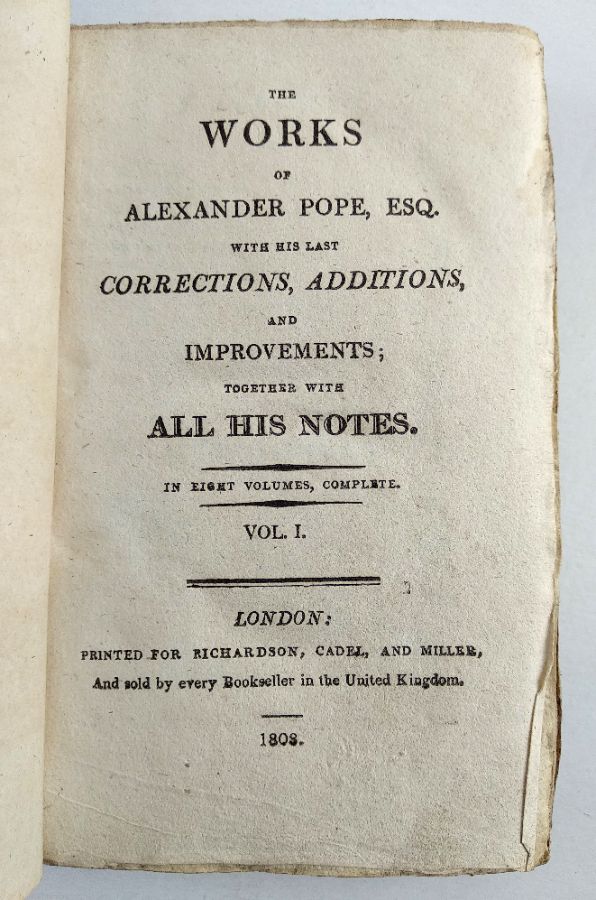 THE
WORKS
OF
ALEXANDER POPE, ESQ.
WITH HIS LAST
CORRECTIONS, ADDITIONS,
AND
IMPROVEMENTS;
TOGETHER WITH
ALL HIS NOTES.
IN EIGHT VOLUMES, COMPLETE.
VOL. I.
LONDON:
PRINTED FOR RICHARDSON, CADEL, AND MILLER,
And sold by every Bookseller in the United Kingdom.
1808.